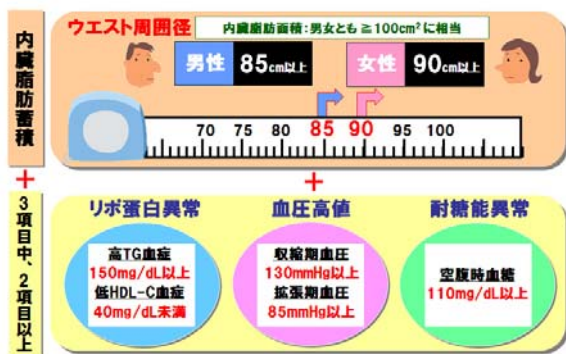 内臓脂肪蓄積
ウエスト周囲径
内臓脂肪面積:男女とも≧100cm²に相当
男性 85cm以上
女性 90cm以上
70 75 80 85 90 95 100
+ +
3項目中、2項目以上
リポ蛋白異常
高TG血症
150mg/dL以上
低HDL-C血症
40mg/dL未満
血圧高値
収縮期血圧
130mmHg以上
拡張期血圧
85mmHg以上
耐糖能異常
空腹時血糖
110mg/dL以上